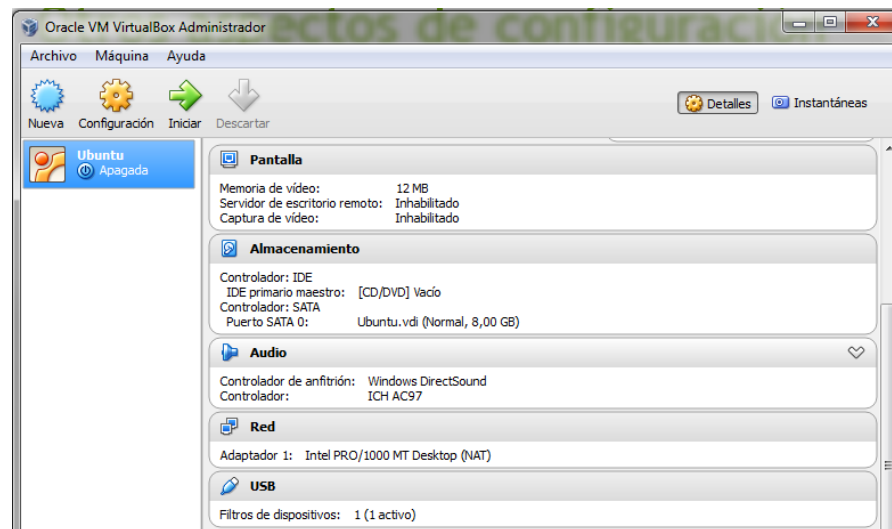 aspectos de configuración
Oracle VM VirtualBox Administrador
Archivo Máquina Ayuda
Nueva Configuración Iniciar Descartar
Detalles Instantáneas
Ubuntu
Apagada
Pantalla
Memoria de vídeo: 12 MB
Servidor de escritorio remoto: Inhabilitado
Captura de vídeo: Inhabilitado
Almacenamiento
Controlador: IDE
IDE primario maestro: [CD/DVD] Vacío
Controlador: SATA
Puerto SATA 0: Ubuntu.vdi (Normal, 8,00 GB)
Audio
Controlador de anfitrión: Windows DirectSound
Controlador: ICH AC97
Red
Adaptador 1: Intel PRO/1000 MT Desktop (NAT)
USB
Filtros de dispositivos: 1 (1 activo)